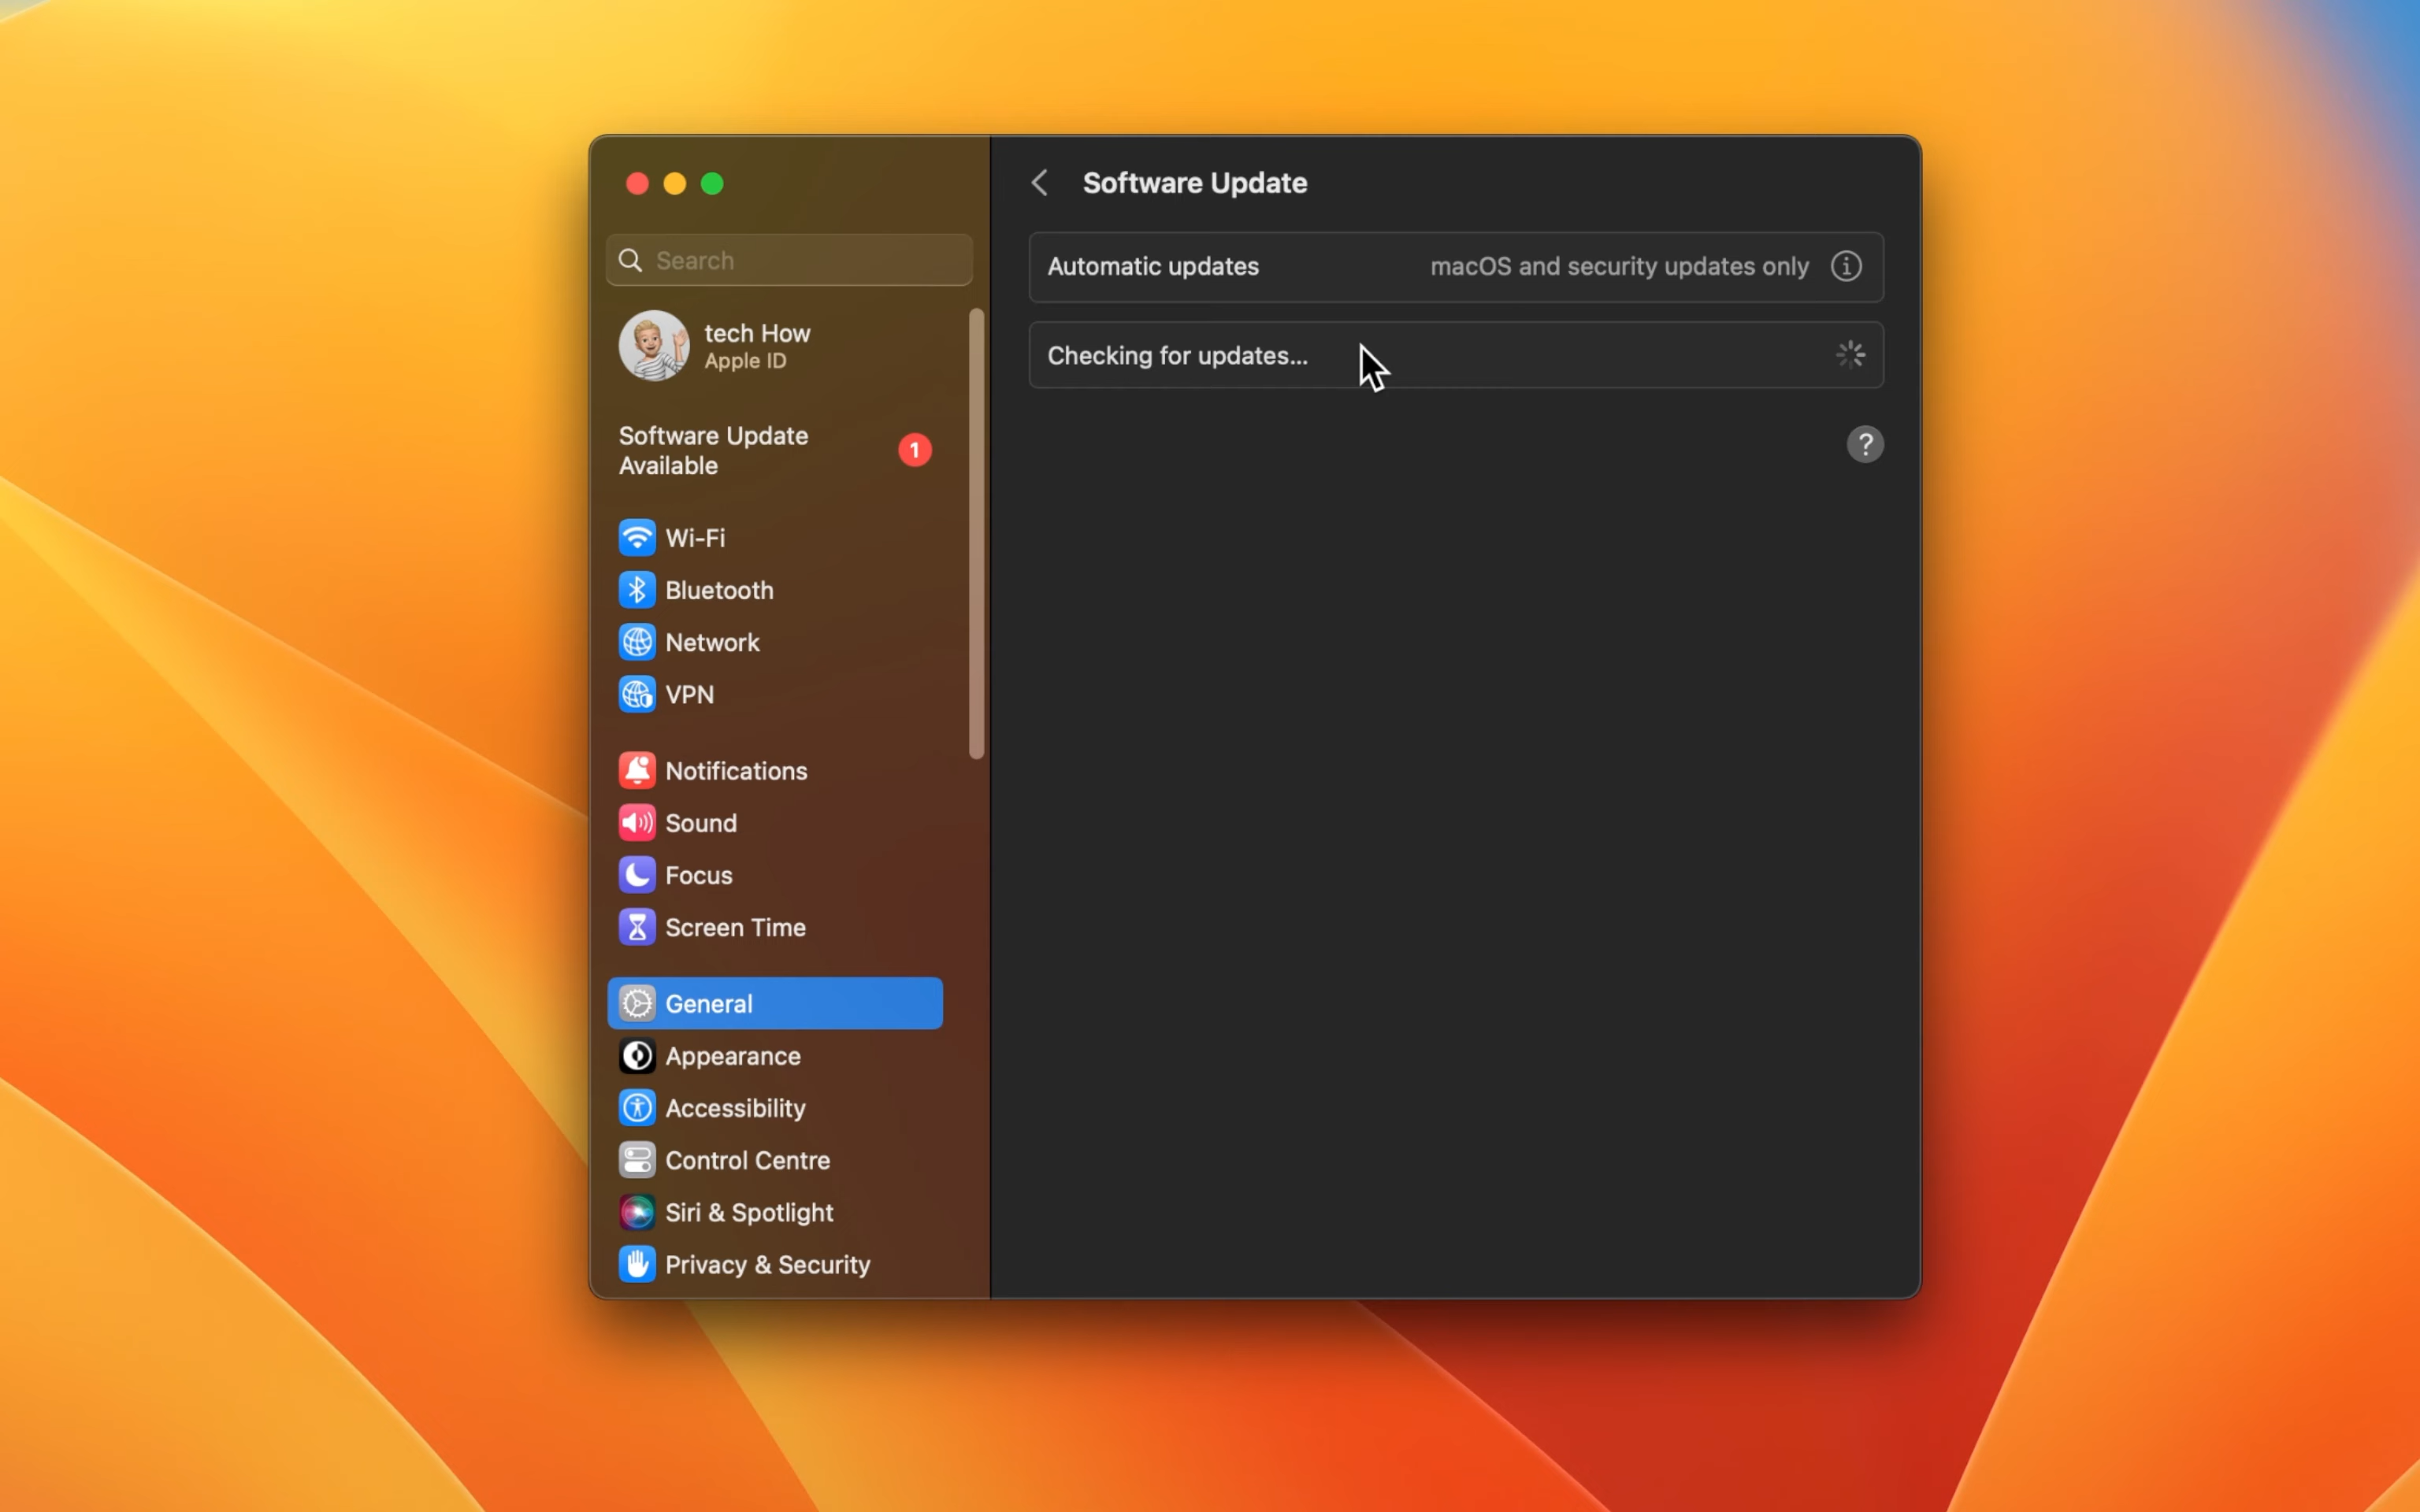 Search
tech How
Apple ID
Software Update
Available
1
Wi-Fi
Bluetooth
Network
VPN
Notifications
Sound
Focus
Screen Time
General
Appearance
Accessibility
Control Centre
Siri & Spotlight
Privacy & Security
Software Update
Automatic updates macOS and security updates only
Checking for updates...
?